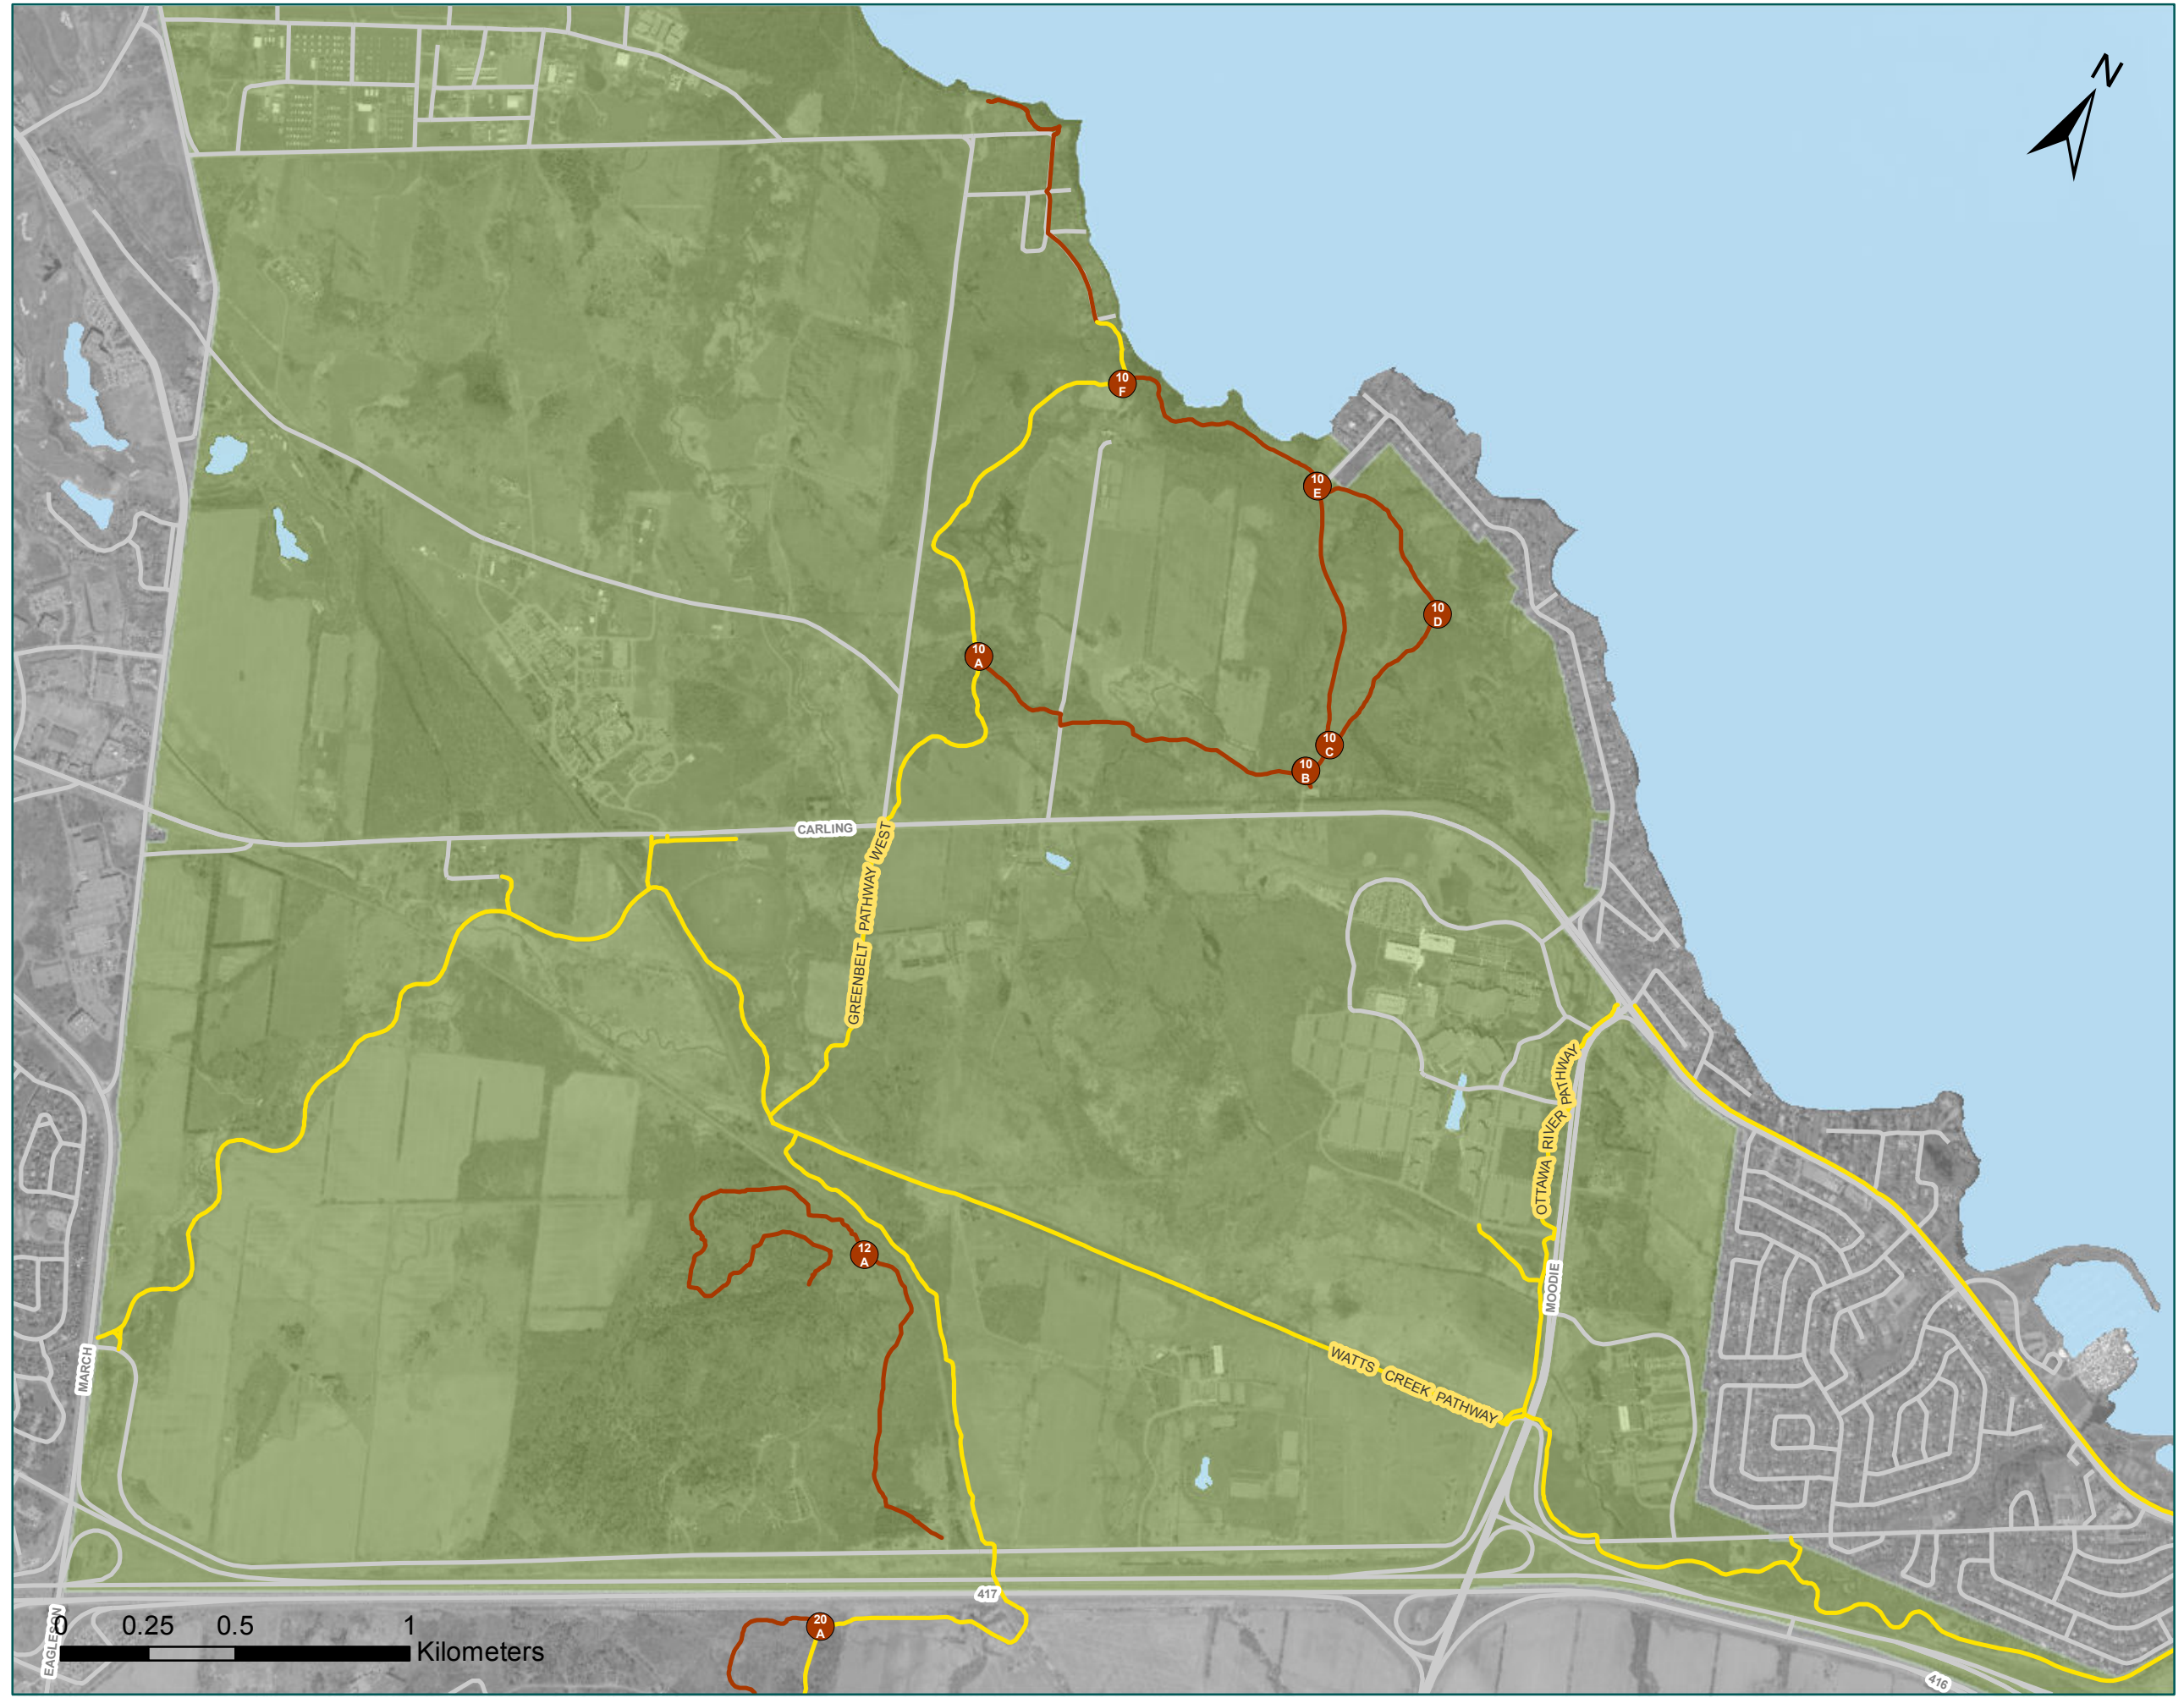 N
10
F
10
E
10
D
10
A
10
C
10
B
CARLING
GREENBELT PATHWAY WEST
OTTAWA RIVER PATHWAY
12
A
MOODIE
WATTS CREEK PATHWAY
MARCH
417
20
A
EAGLESON
0 0.25 0.5 1
Kilometers
416